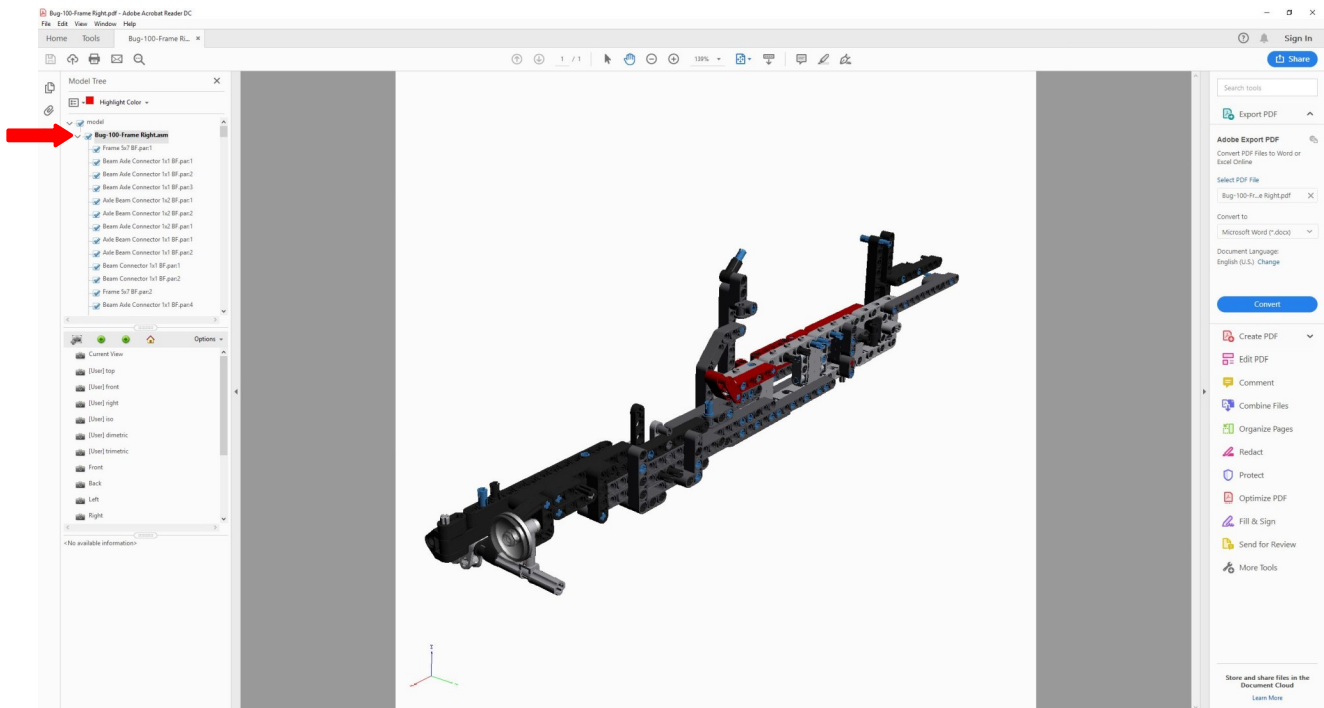 Bug-100-Frame Right.pdf - Adobe Acrobat Reader DC
File Edit View Window Help
Home Tools Bug-100-Frame Ri... × Sign In
1 / 1 139% Share
Model Tree ×
Highlight Color
model
Bug-100-Frame Right.asm
Frame 5x7 BF.par:1
Beam Axle Connector 1x1 BF.par:1
Beam Axle Connector 1x1 BF.par:2
Beam Axle Connector 1x1 BF.par:3
Axle Beam Connector 1x2 BF.par:1
Axle Beam Connector 1x2 BF.par:2
Beam Axle Connector 1x2 BF.par:1
Axle Beam Connector 1x1 BF.par:1
Axle Beam Connector 1x1 BF.par:2
Beam Connector 1x1 BF.par:1
Beam Connector 1x1 BF.par:2
Frame 5x7 BF.par:2
Beam Axle Connector 1x1 BF.par:4
Options
Current View
[User] top
[User] front
[User] right
[User] iso
[User] dimetric
[User] trimetric
Front
Back
Left
Right
<No available information>
Search tools
Export PDF
Adobe Export PDF
Convert PDF Files to Word or
Excel Online
Select PDF File
Bug-100-Fr...e Right.pdf ×
Convert to
Microsoft Word (*.docx)
Document Language:
English (U.S.) Change
Convert
Create PDF
Edit PDF
Comment
Combine Files
Organize Pages
Redact
Protect
Optimize PDF
Fill & Sign
Send for Review
More Tools
Store and share files in the
Document Cloud
Learn More